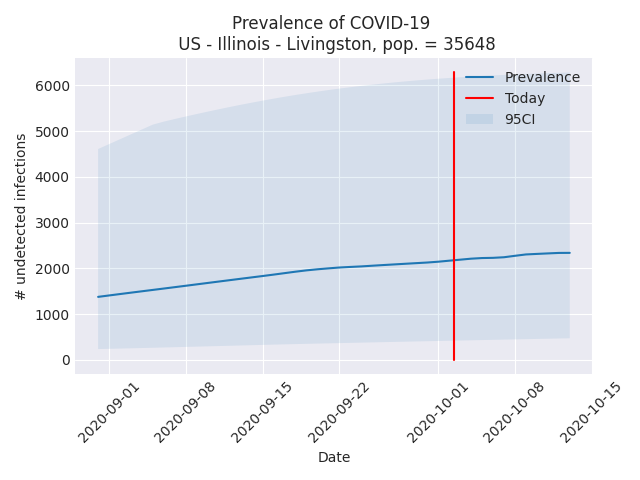 Prevalence of COVID-19
US - Illinois - Livingston, pop. = 35648
Prevalence
Today
95CI
# undetected infections
6000
5000
4000
3000
2000
1000
0
2020-09-01
2020-09-08
2020-09-15
2020-09-22
2020-10-01
2020-10-08
2020-10-15
Date